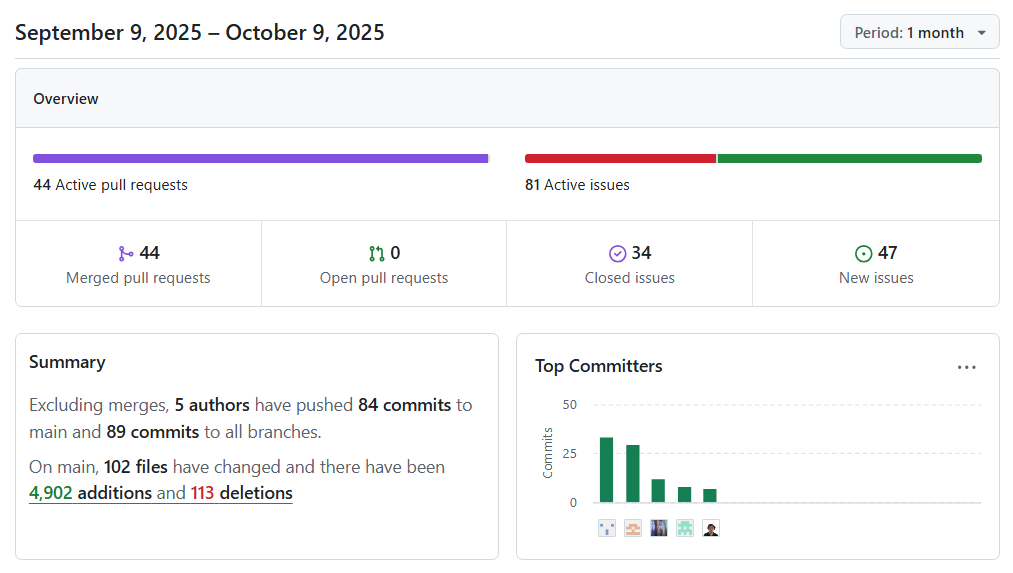 September 9, 2025 – October 9, 2025
Period: 1 month
Overview
44 Active pull requests
81 Active issues
44
Merged pull requests
0
Open pull requests
34
Closed issues
47
New issues
Summary
Excluding merges, 5 authors have pushed 84 commits to
main and 89 commits to all branches.
On main, 102 files have changed and there have been
4,902 additions and 113 deletions
Top Committers
50
25
0
Commits